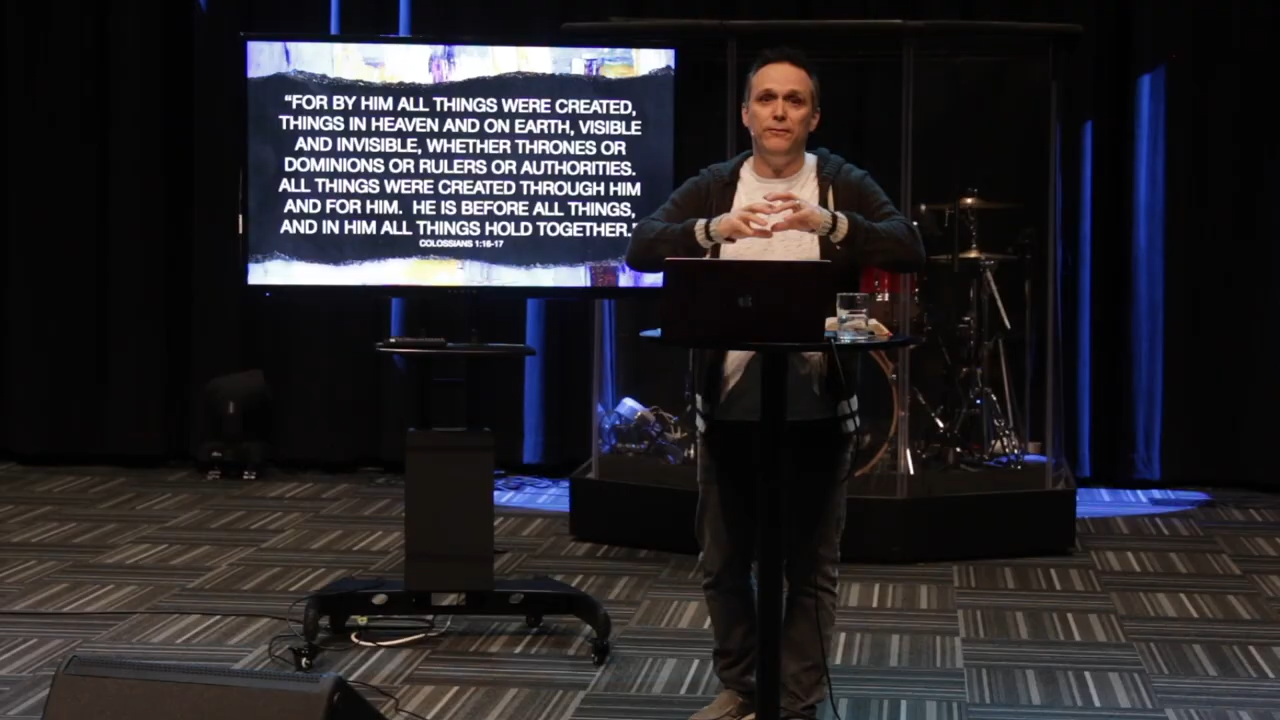 “FOR BY HIM ALL THINGS WERE CREATED,
THINGS IN HEAVEN AND ON EARTH, VISIBLE
AND INVISIBLE, WHETHER THRONES OR
DOMINIONS OR RULERS OR AUTHORITIES.
ALL THINGS WERE CREATED THROUGH HIM
AND FOR HIM. HE IS BEFORE ALL THINGS,
AND IN HIM ALL THINGS HOLD TOGETHER.”
COLOSSIANS 1:16-17